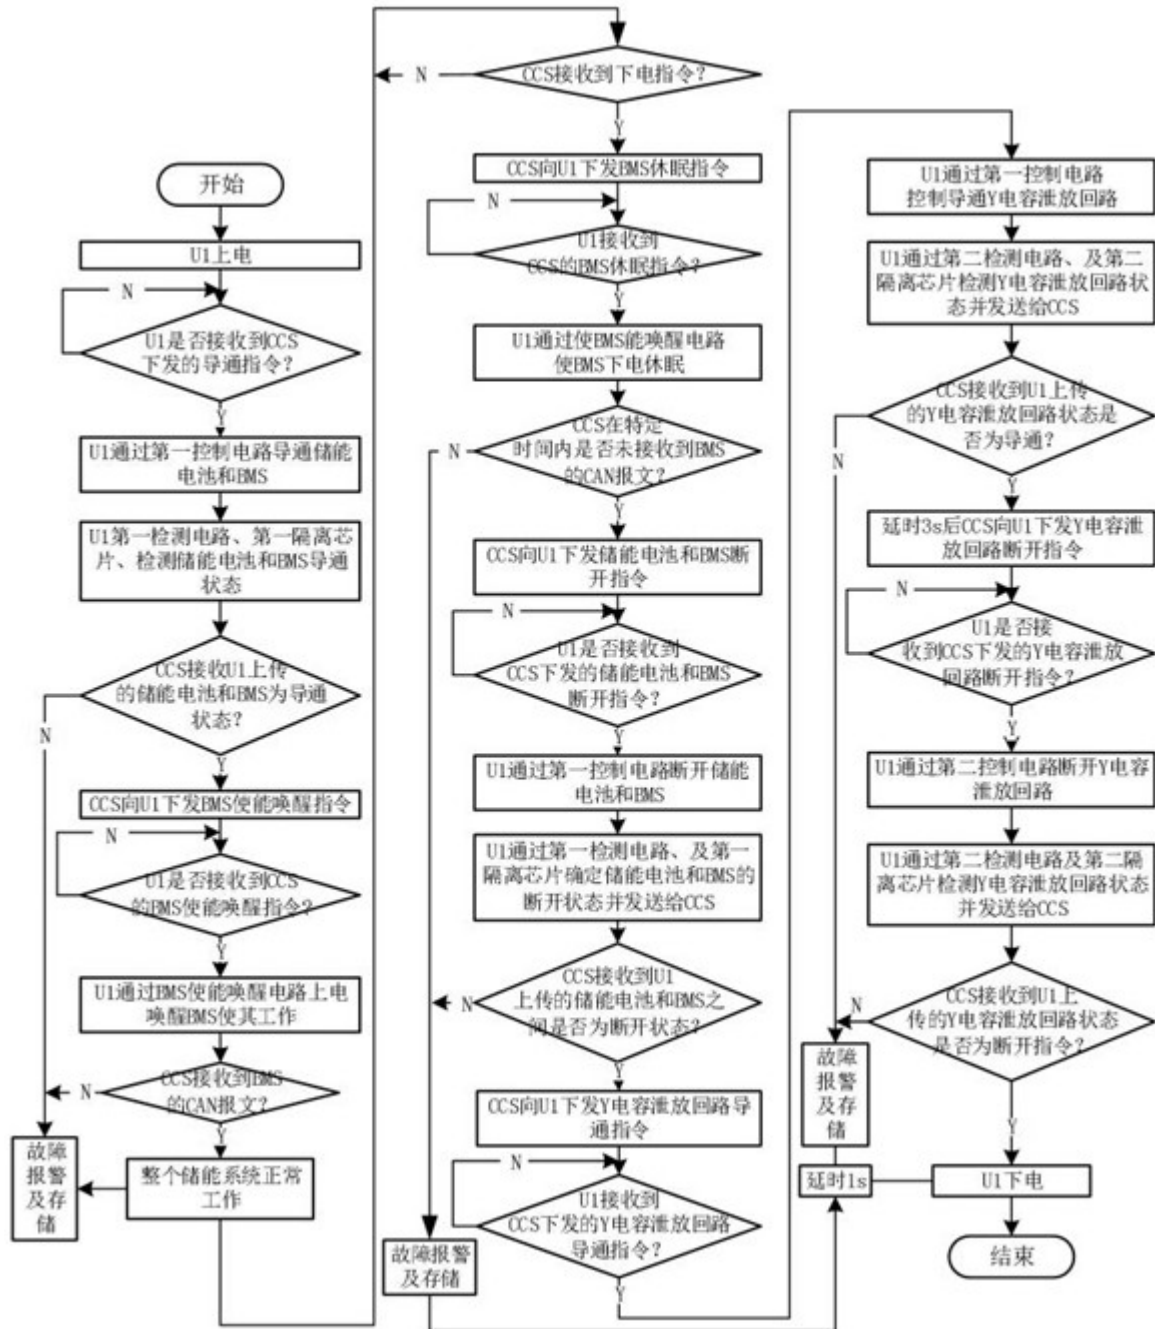 开始
U1上电
N
U1是否接收到CCS
下发的导通指令？
Y
U1通过第一控制电路导通储能
电池和BMS
U1第一检测电路、第一隔离芯
片、检测储能电池和BMS导通
状态
CCS接收U1上传
的储能电池和BMS为导通
状态？
N
Y
CCS向U1下发BMS使能唤醒指令
N
U1是否接收到CCS
的BMS使能唤醒指令？
Y
U1通过BMS使能唤醒电路上电
唤醒BMS使其工作
CCS接收到BMS
的CAN报文？
N
Y
故障
报警
及存
储
整个储能系统正常
工作
CCS接收到下电指令？
N
Y
CCS向U1下发BMS休眠指令
N
U1接收到
CCS的BMS休眠指令？
Y
U1通过使BMS能唤醒电路
使BMS下电休眠
CCS在特定
时间内是否未接收到BMS
的CAN报文？
N
Y
CCS向U1下发储能电池和BMS断
开指令
N
U1是否接收到
CCS下发的储能电池和BMS
断开指令？
Y
U1通过第一控制电路断开储能
电池和BMS
U1通过第一检测电路、及第一
隔离芯片确定储能电池和BMS的
断开状态并发送给CCS
CCS接收到U1
上传的储能电池和BMS之
间是否为断开状态？
N
Y
CCS向U1下发Y电容泄放回路导
通指令
N
U1接收到
CCS下发的Y电容泄放回路
导通指令？
Y
故障报警
及存储
U1通过第一控制电路
控制导通Y电容泄放回路
U1通过第二检测电路、及第二
隔离芯片检测Y电容泄放回路状
态并发送给CCS
CCS接收到U1上传
的Y电容泄放回路状态是
否为导通？
N
Y
延时3s后CCS向U1下发Y电容泄
放回路断开指令
N
U1是否接
收到CCS下发的Y电容泄放
回路断开指令？
Y
U1通过第二控制电路断开Y电容
泄放回路
U1通过第二检测电路及第二隔
离芯片检测Y电容泄放回路状态
并发送给CCS
CCS接收到U1上
传的Y电容泄放回路状态
是否为断开指令？
N
Y
故障
报警
及存
储
延时1s
U1下电
结束